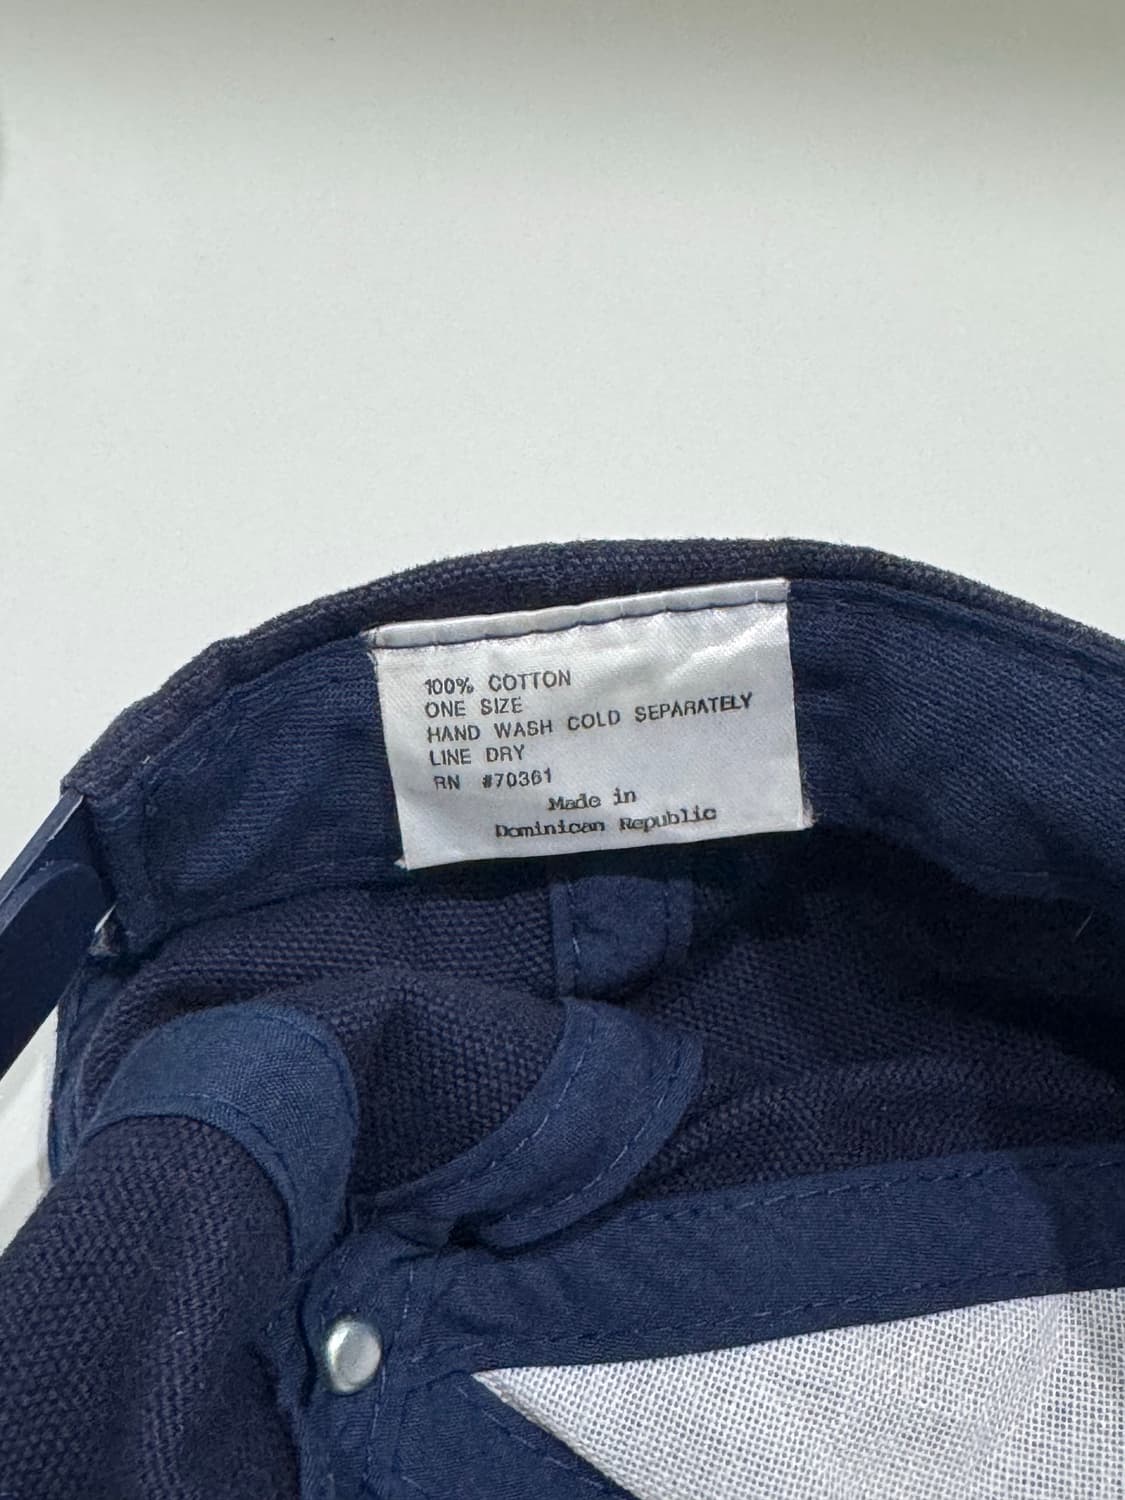 100% COTTON
ONE SIZE
HAND WASH COLD SEPARATELY
LINE DRY
RN #70361
Made in
Dominican Republic